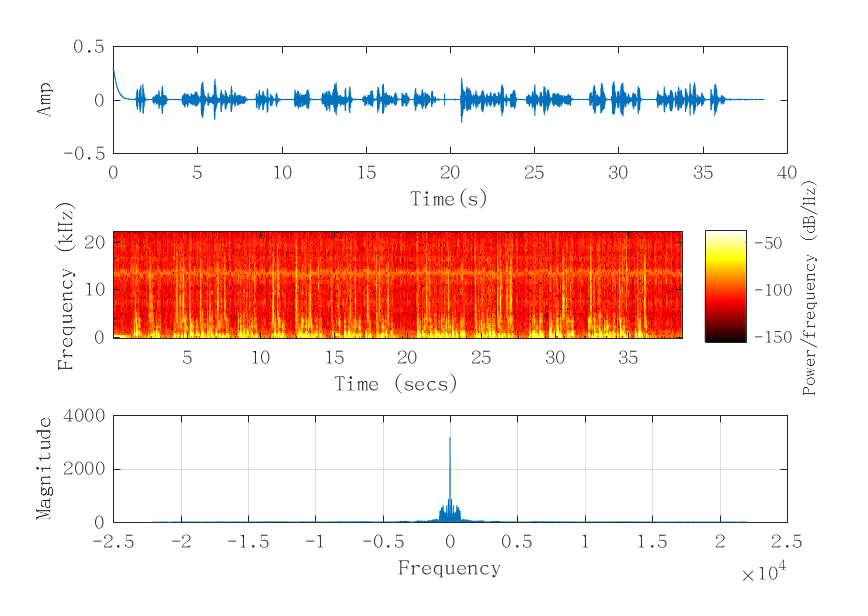 0.5
0
-0.5
Amp
0 5 10 15 20 25 30 35 40
Time(s)
20
10
0
Frequency (kHz)
5 10 15 20 25 30 35
Time (secs)
-50
-100
-150
Power/frequency (dB/Hz)
4000
2000
0
Magnitude
-2.5 -2 -1.5 -1 -0.5 0 0.5 1 1.5 2 2.5
Frequency
×10⁴